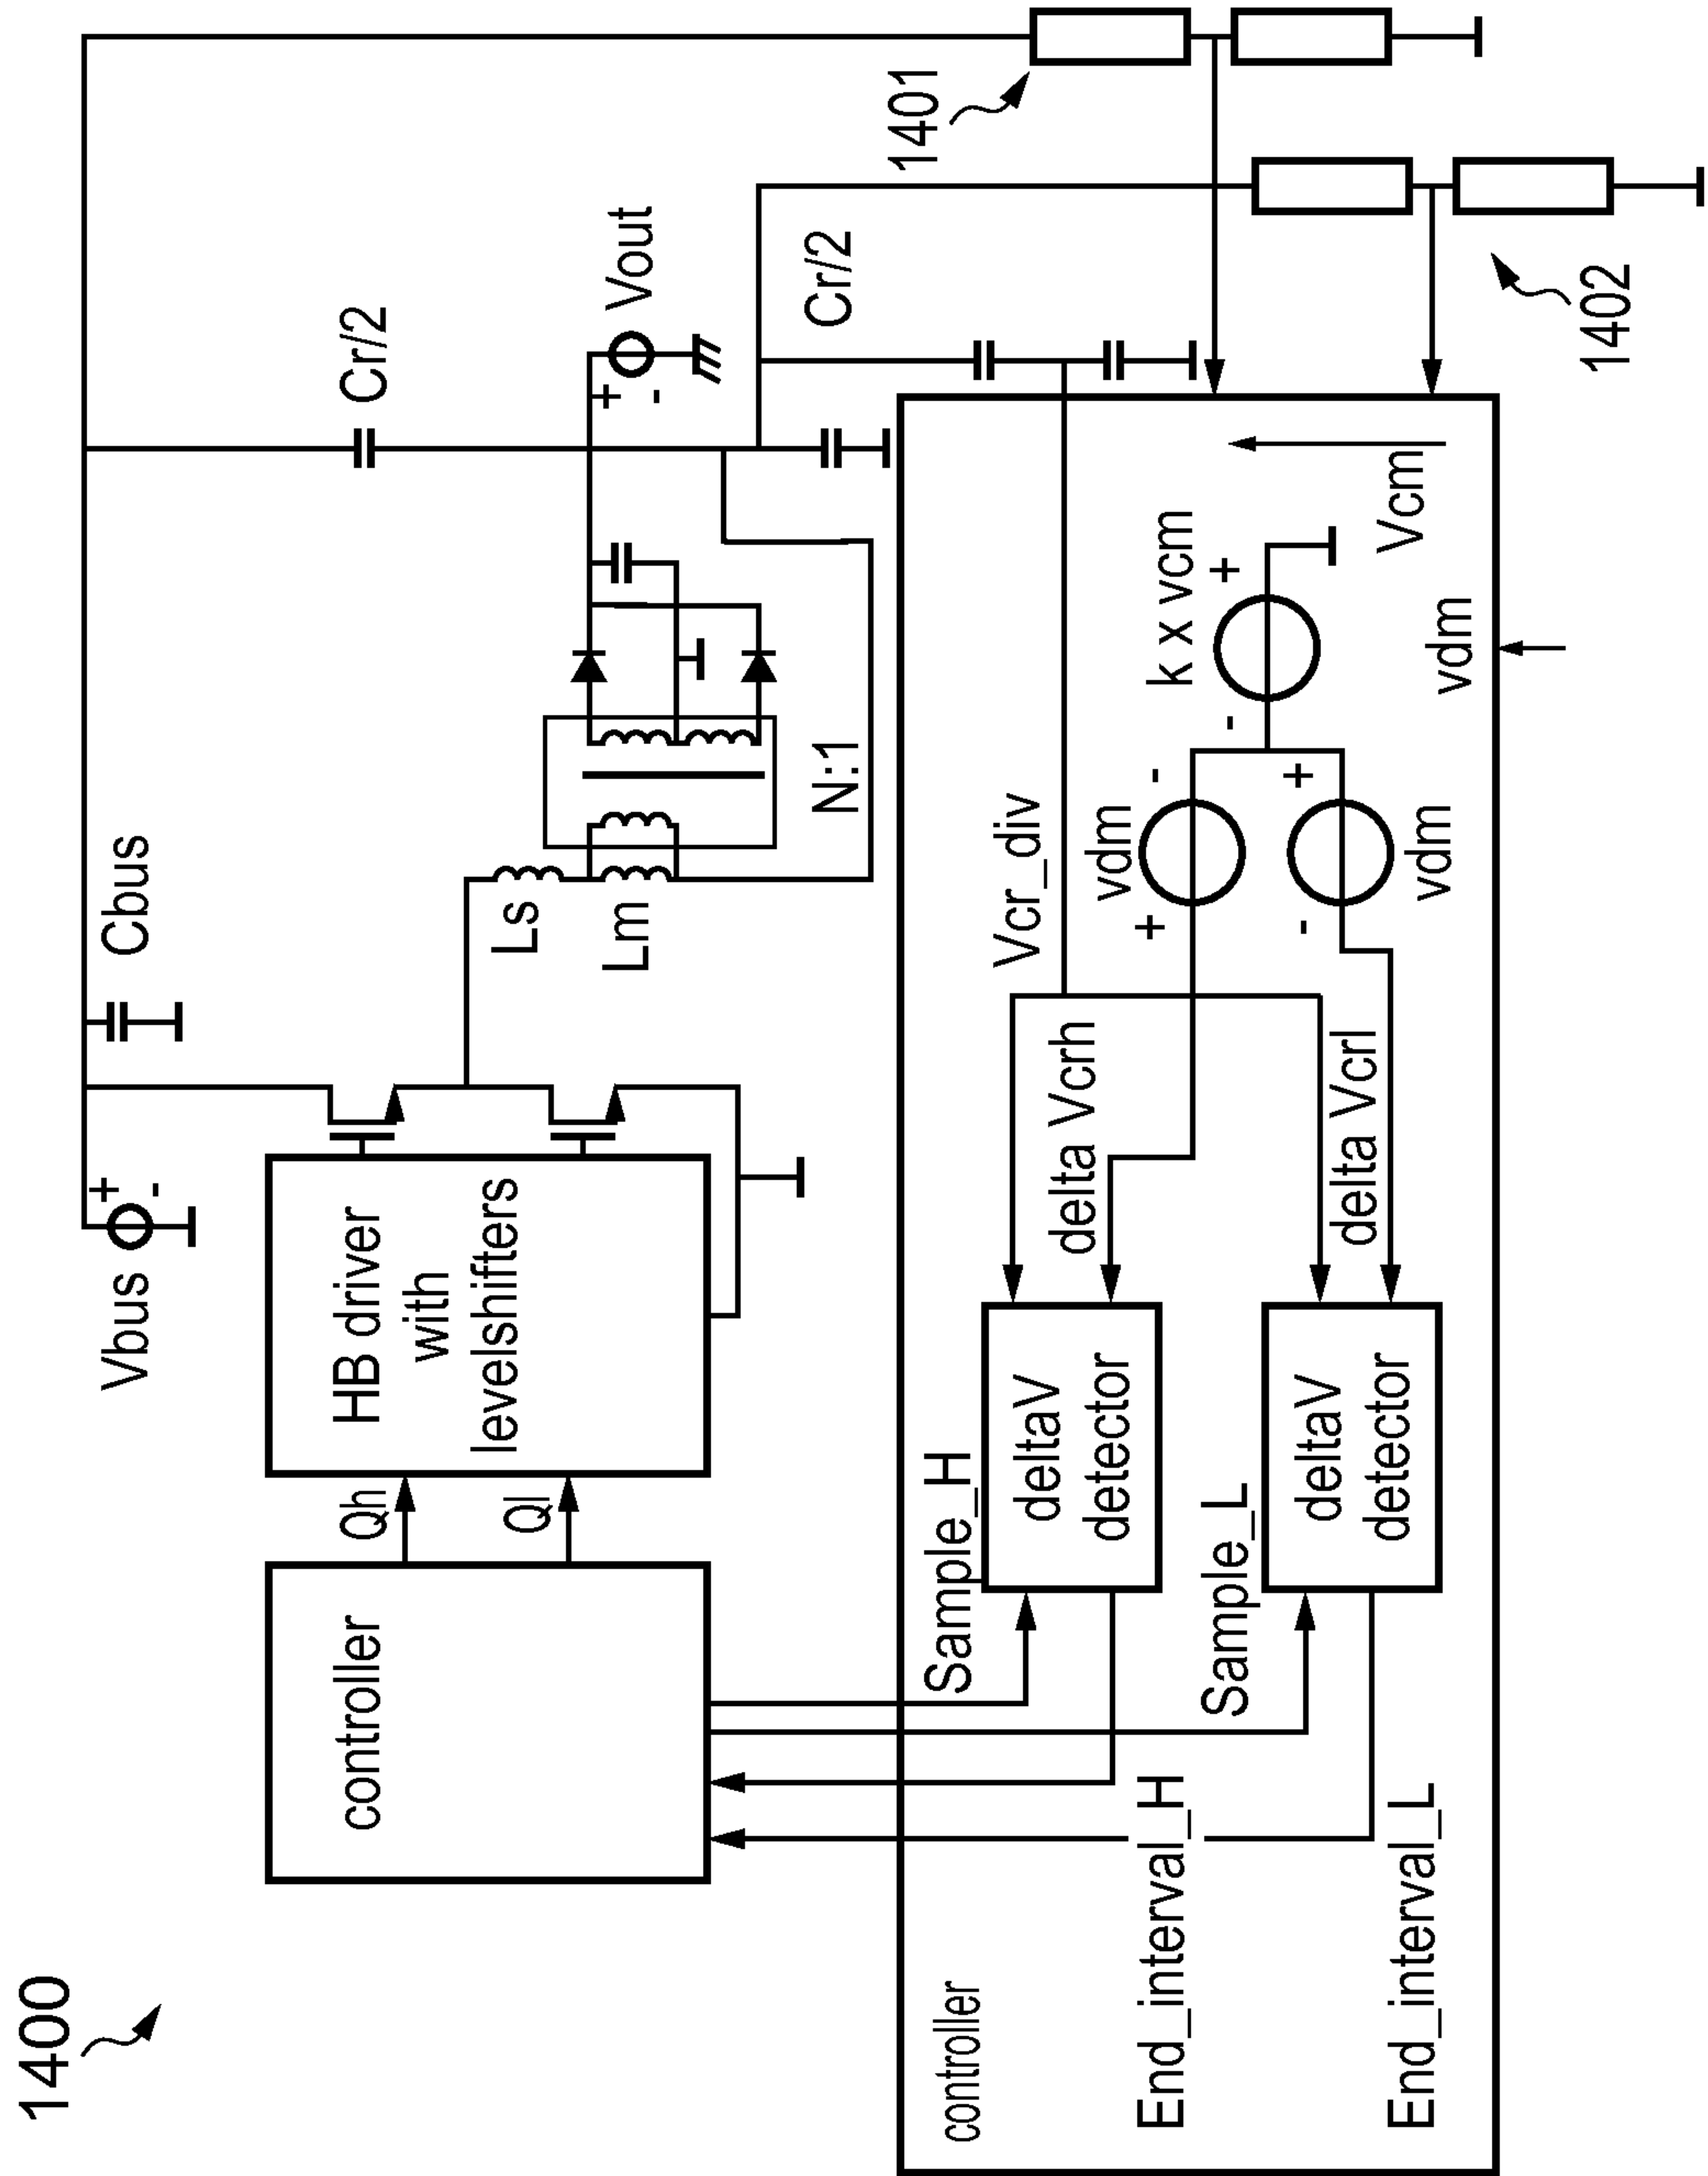 1400
Vbus
+
-
Cbus
Cr/2
controller
Qh
Ql
HB driver
with
levelshifters
Ls
Lm
N:1
+
-
Vout
Cr/2
1401
1402
controller
Sample_H
deltaV
detector
Sample_L
deltaV
detector
End_interval_H
End_interval_L
Vcr_div
delta Vcrh
delta Vcrl
+
vdm
-
-
vdm
+
-
k x vcm
+
Vcm
vdm